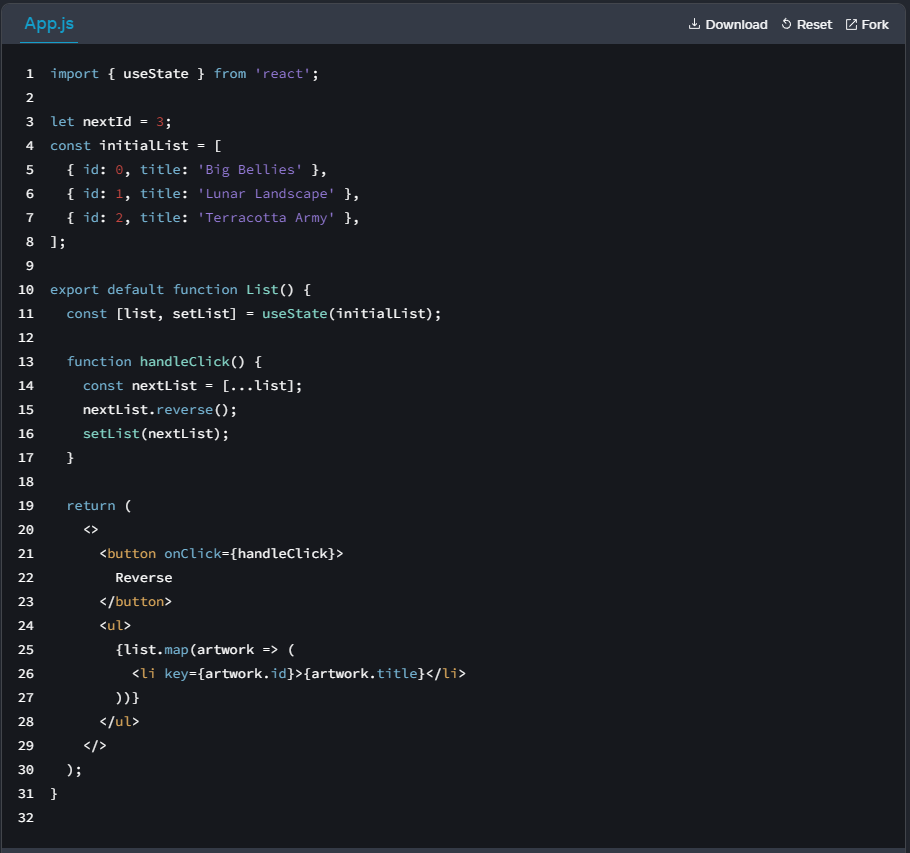 App.js
Download Reset Fork
1 import { useState } from 'react';
2
3 let nextId = 3;
4 const initialList = [
5   { id: 0, title: 'Big Bellies' },
6   { id: 1, title: 'Lunar Landscape' },
7   { id: 2, title: 'Terracotta Army' },
8 ];
9
10 export default function List() {
11   const [list, setList] = useState(initialList);
12
13   function handleClick() {
14     const nextList = [...list];
15     nextList.reverse();
16     setList(nextList);
17   }
18
19   return (
20     <>
21       <button onClick={handleClick}>
22         Reverse
23       </button>
24       <ul>
25         {list.map(artwork => (
26           <li key={artwork.id}>{artwork.title}</li>
27         ))}
28       </ul>
29     </>
30   );
31 }
32